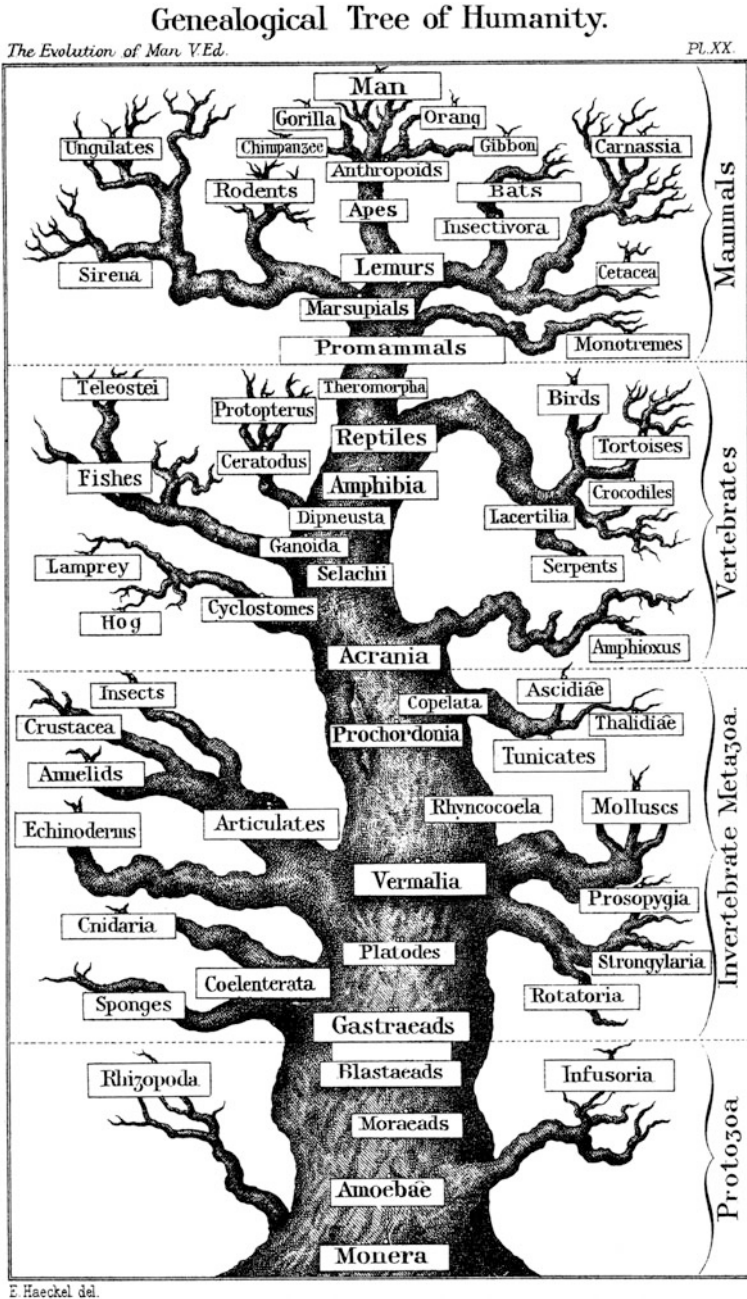 Genealogical Tree of Humanity.
The Evolution of Man V.Ed.
Pl.XX.
Man
Gorilla
Orang
Ungulates
Chimpanzee
Gibbon
Carnassia
Anthropoids
Rodents
Bats
Apes
Insectivora
Sirena
Lemurs
Cetacea
Marsupials
Promammals
Monotremes
Mammals
Teleostei
Theromorpha
Birds
Protopterus
Reptiles
Tortoises
Fishes
Ceratodus
Amphibia
Crocodiles
Dipneusta
Lacertilia
Ganoida
Lamprey
Selachii
Serpents
Hog
Cyclostomes
Acrania
Amphioxus
Vertebrates
Insects
Ascidiae
Crustacea
Copelata
Thalidiae
Prochordonia
Tunicates
Annelids
Rhyncocoela
Molluscs
Echinoderms
Articulates
Vermalia
Prosopygia
Cnidaria
Platodes
Strongylaria
Coelenterata
Sponges
Rotatoria
Gastraeads
Invertebrate Metazoa.
Rhizopoda
Blastaeads
Infusoria
Moraeads
Amoebae
Monera
Protozoa
E. Haeckel del.